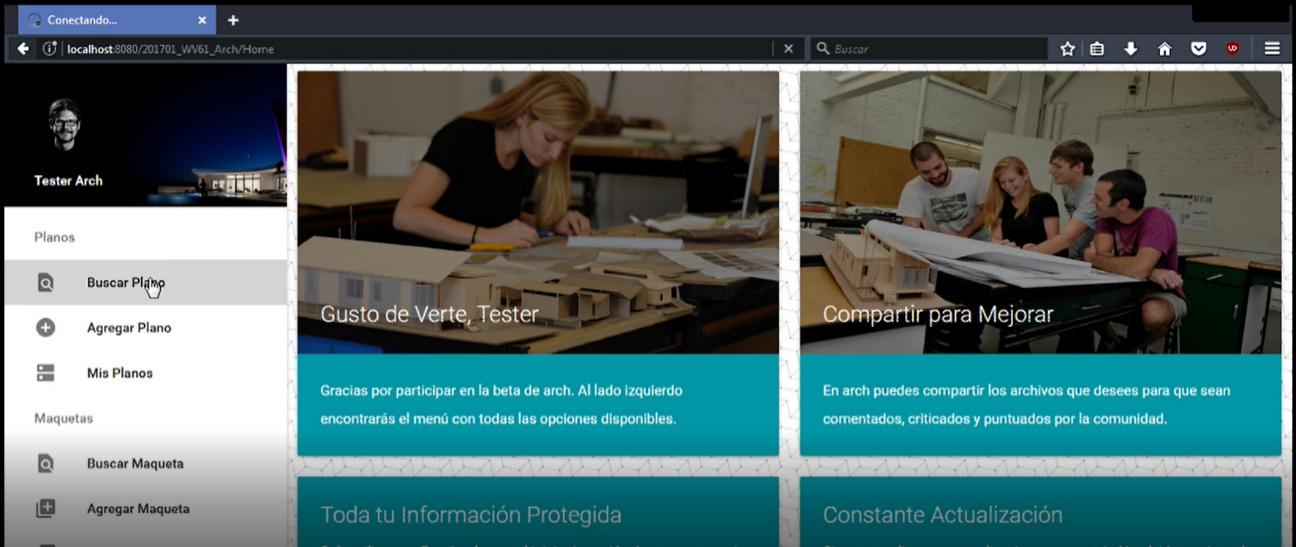 Conectando...
localhost:8080/201701_WV61_Arch/Home
Buscar
Tester Arch
Planos
Buscar Plano
Agregar Plano
Mis Planos
Maquetas
Buscar Maqueta
Agregar Maqueta
Gusto de Verte, Tester
Gracias por participar en la beta de arch. Al lado izquierdo
encontrarás el menú con todas las opciones disponibles.
Compartir para Mejorar
En arch puedes compartir los archivos que desees para que sean
comentados, criticados y puntuados por la comunidad.
Toda tu Información Protegida
Constante Actualización